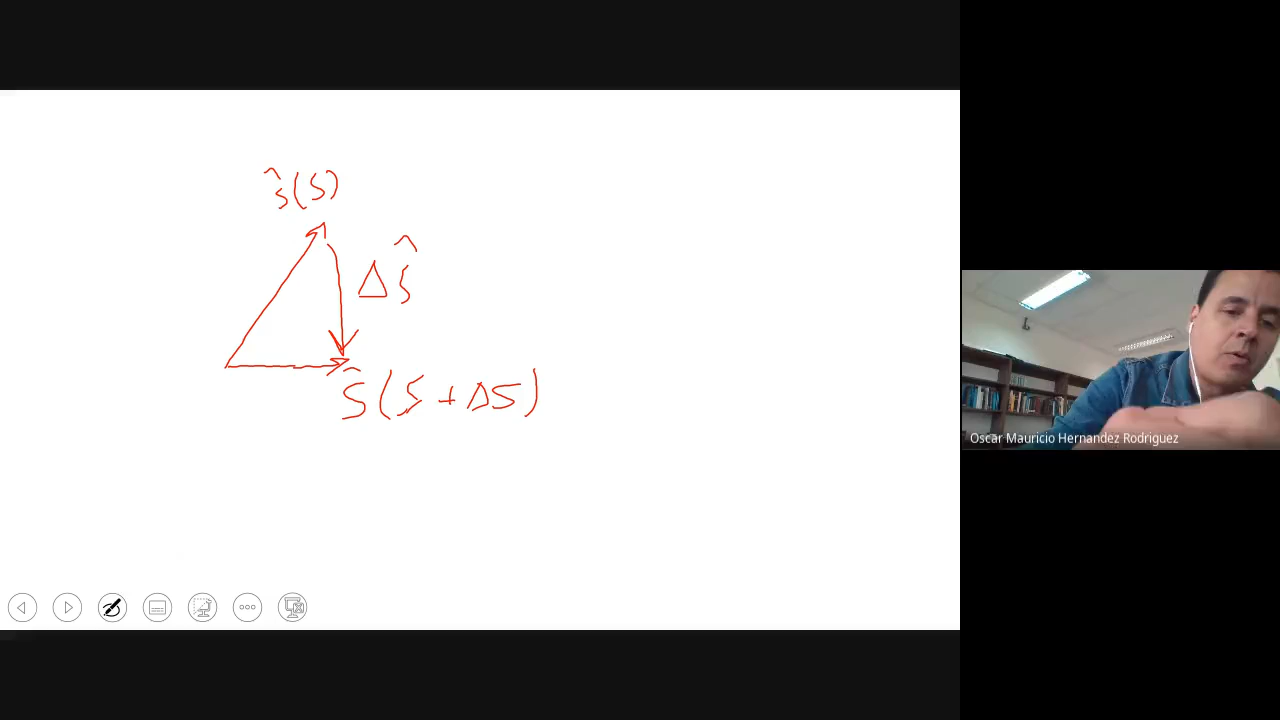 ŝ(s)
Δŝ
ŝ(s + Δs)
Oscar Mauricio Hernandez Rodriguez